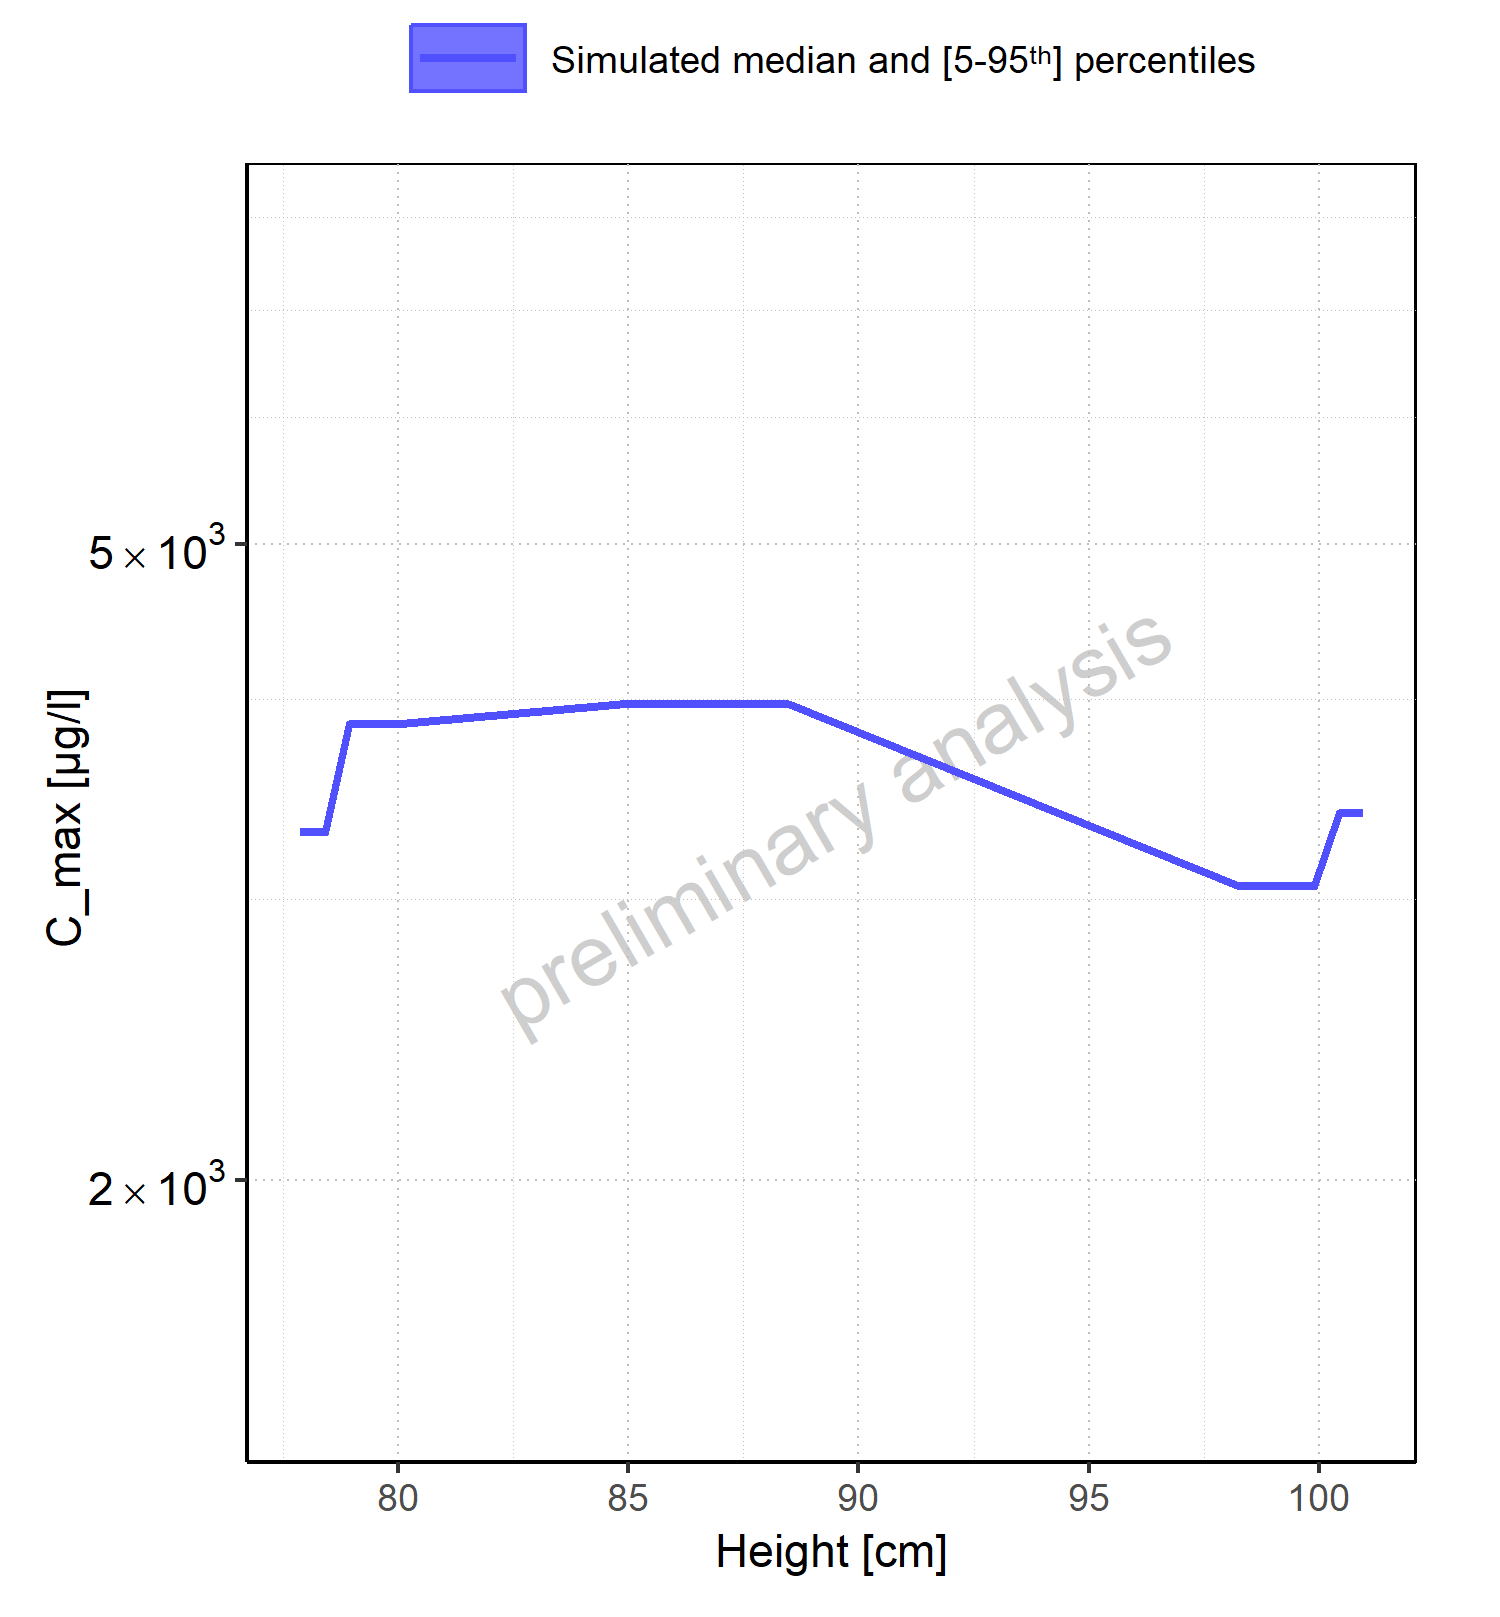 Simulated median and [5-95ᵗʰ] percentiles
5 × 10³
2 × 10³
C_max [µg/l]
preliminary analysis
80 85 90 95 100
Height [cm]